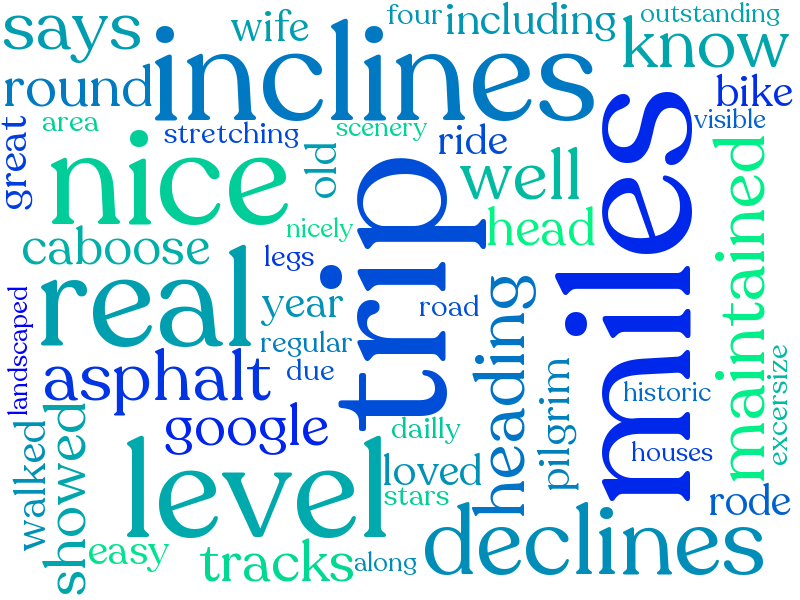 says
wife
four
including
outstanding
know
inclines
round
bike
great
area
stretching
scenery
ride
visible
miles
nice
old
trip
well
maintained
nicely
head
caboose
legs
real
year
road
heading
landscaped
regular
asphalt
due
pilgrim
historic
excersize
google
dailly
houses
showed
walked
level
loved
stars
rode
declines
easy
tracks
along